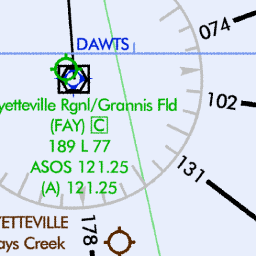 DAWTS
074
yetteville Rgnl/Grannis Fld
102
(FAY) C
189 L 77
ASOS 121.25
131
(A) 121.25
YETTEVILLE
178
ays Creek